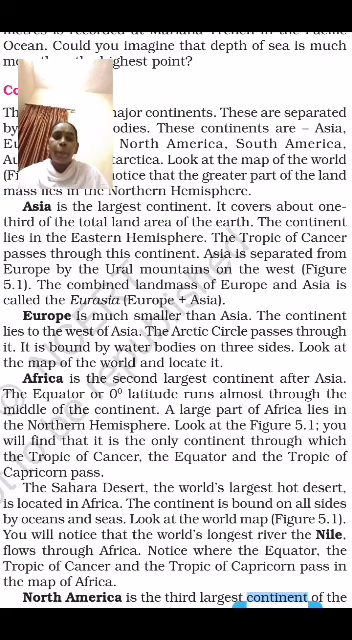 metres is recorded at Mariana Trench in the Pacific
Ocean. Could you imagine that depth of sea is much
highest point?
Th major continents. These are separated
by odies. These continents are – Asia,
Eu North America, South America,
Au tarctica. Look at the map of the world
(Fi notice that the greater part of the land
mass lies in the Northern Hemisphere.
Asia is the largest continent. It covers about one-
third of the total land area of the earth. The continent
lies in the Eastern Hemisphere. The Tropic of Cancer
passes through this continent. Asia is separated from
Europe by the Ural mountains on the west (Figure
5.1). The combined landmass of Europe and Asia is
called the Eurasia (Europe + Asia).
Europe is much smaller than Asia. The continent
lies to the west of Asia. The Arctic Circle passes through
it. It is bound by water bodies on three sides. Look at
the map of the world and locate it.
Africa is the second largest continent after Asia.
The Equator or 0⁰ latitude runs almost through the
middle of the continent. A large part of Africa lies in
the Northern Hemisphere. Look at the Figure 5.1; you
will find that it is the only continent through which
the Tropic of Cancer, the Equator and the Tropic of
Capricorn pass.
The Sahara Desert, the world's largest hot desert,
is located in Africa. The continent is bound on all sides
by oceans and seas. Look at the world map (Figure 5.1).
You will notice that the world's longest river the Nile,
flows through Africa. Notice where the Equator, the
Tropic of Cancer and the Tropic of Capricorn pass in
the map of Africa.
North America is the third largest continent of the